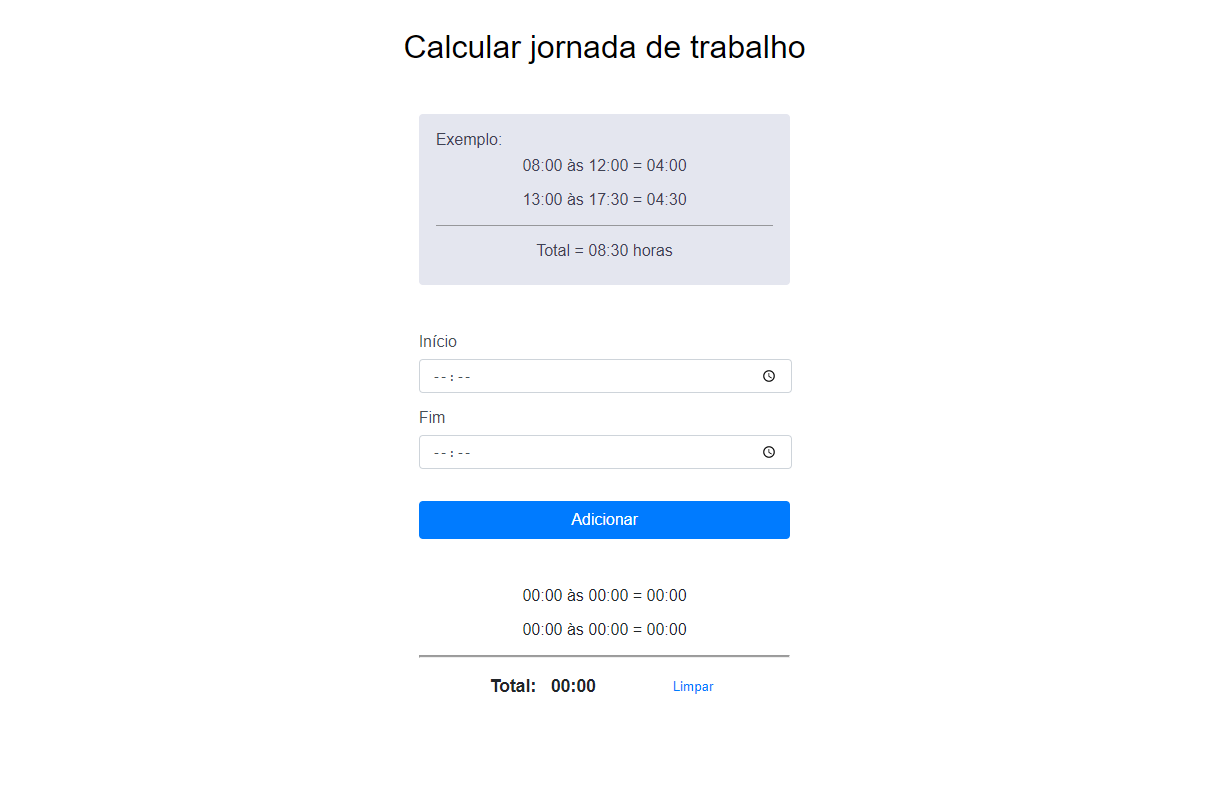 Calcular jornada de trabalho
Exemplo:
08:00 às 12:00 = 04:00
13:00 às 17:30 = 04:30
Total = 08:30 horas
Início
--:--
Fim
--:--
Adicionar
00:00 às 00:00 = 00:00
00:00 às 00:00 = 00:00
Total: 00:00 Limpar